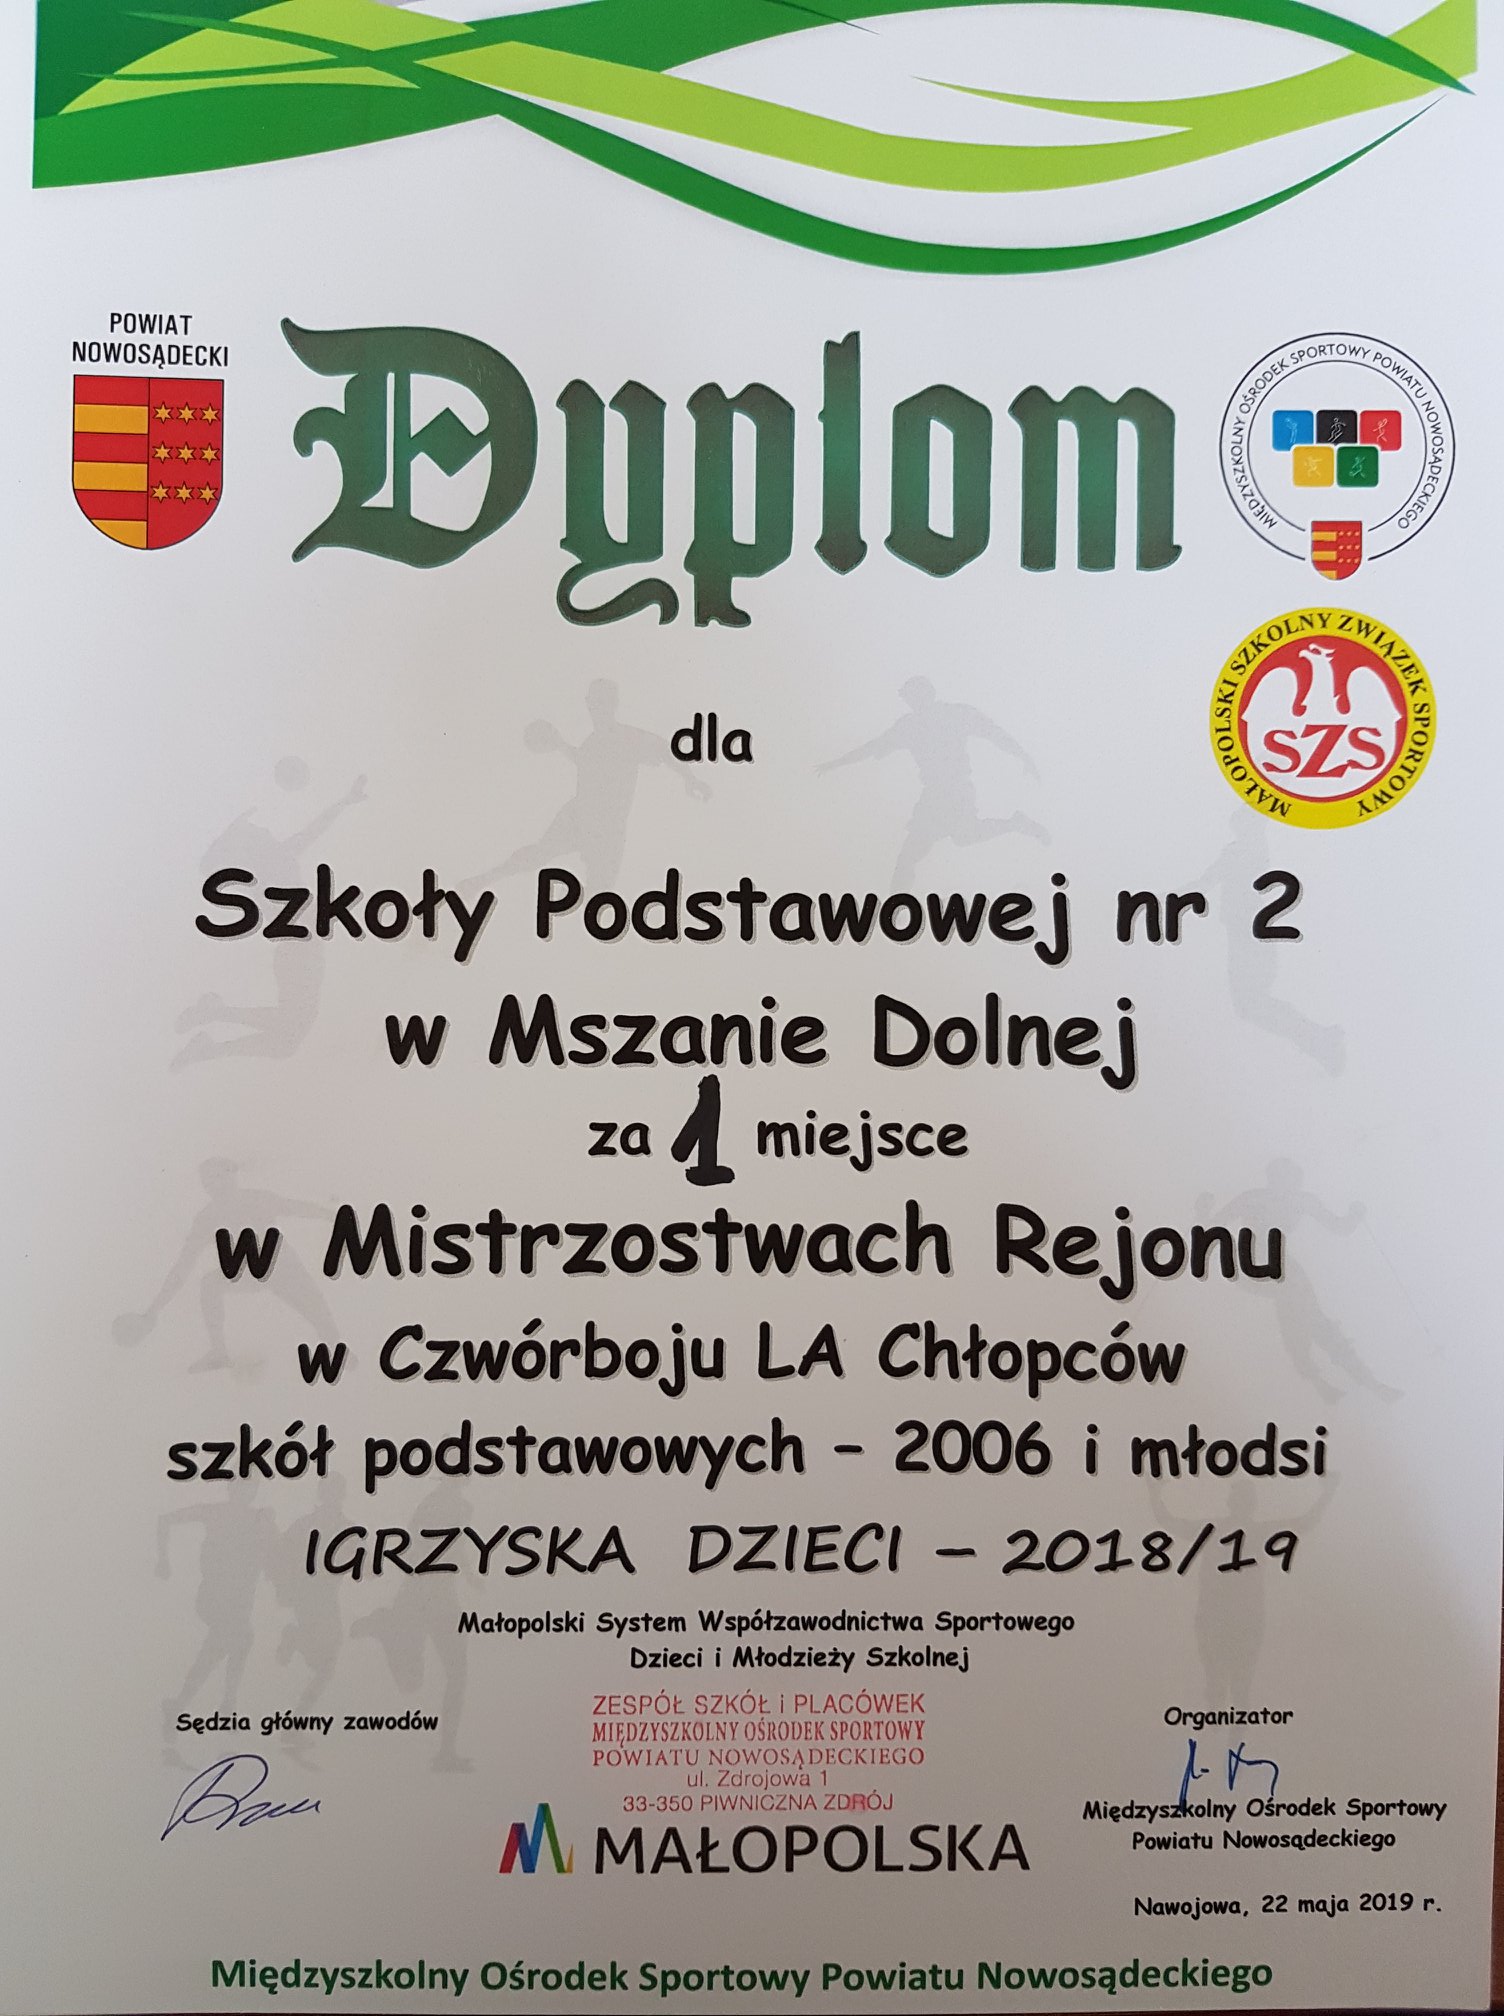 POWIAT
NOWOSĄDECKI
Dyplom
MIĘDZYSZKOLNY OŚRODEK SPORTOWY POWIATU NOWOSĄDECKIEGO
MAŁOPOLSKI SZKOLNY ZWIĄZEK SPORTOWY
SZS
dla
Szkoły Podstawowej nr 2
w Mszanie Dolnej
za 1 miejsce
w Mistrzostwach Rejonu
w Czwórboju LA Chłopców
szkół podstawowych - 2006 i młodsi
IGRZYSKA DZIECI – 2018/19
Małopolski System Współzawodnictwa Sportowego
Dzieci i Młodzieży Szkolnej
Sędzia główny zawodów
ZESPÓŁ SZKÓŁ i PLACÓWEK
MIĘDZYSZKOLNY OŚRODEK SPORTOWY
POWIATU NOWOSĄDECKIEGO
ul. Zdrojowa 1
33-350 PIWNICZNA ZDRÓJ
MAŁOPOLSKA
Organizator
Międzyszkolny Ośrodek Sportowy
Powiatu Nowosądeckiego
Nawojowa, 22 maja 2019 r.
Międzyszkolny Ośrodek Sportowy Powiatu Nowosądeckiego